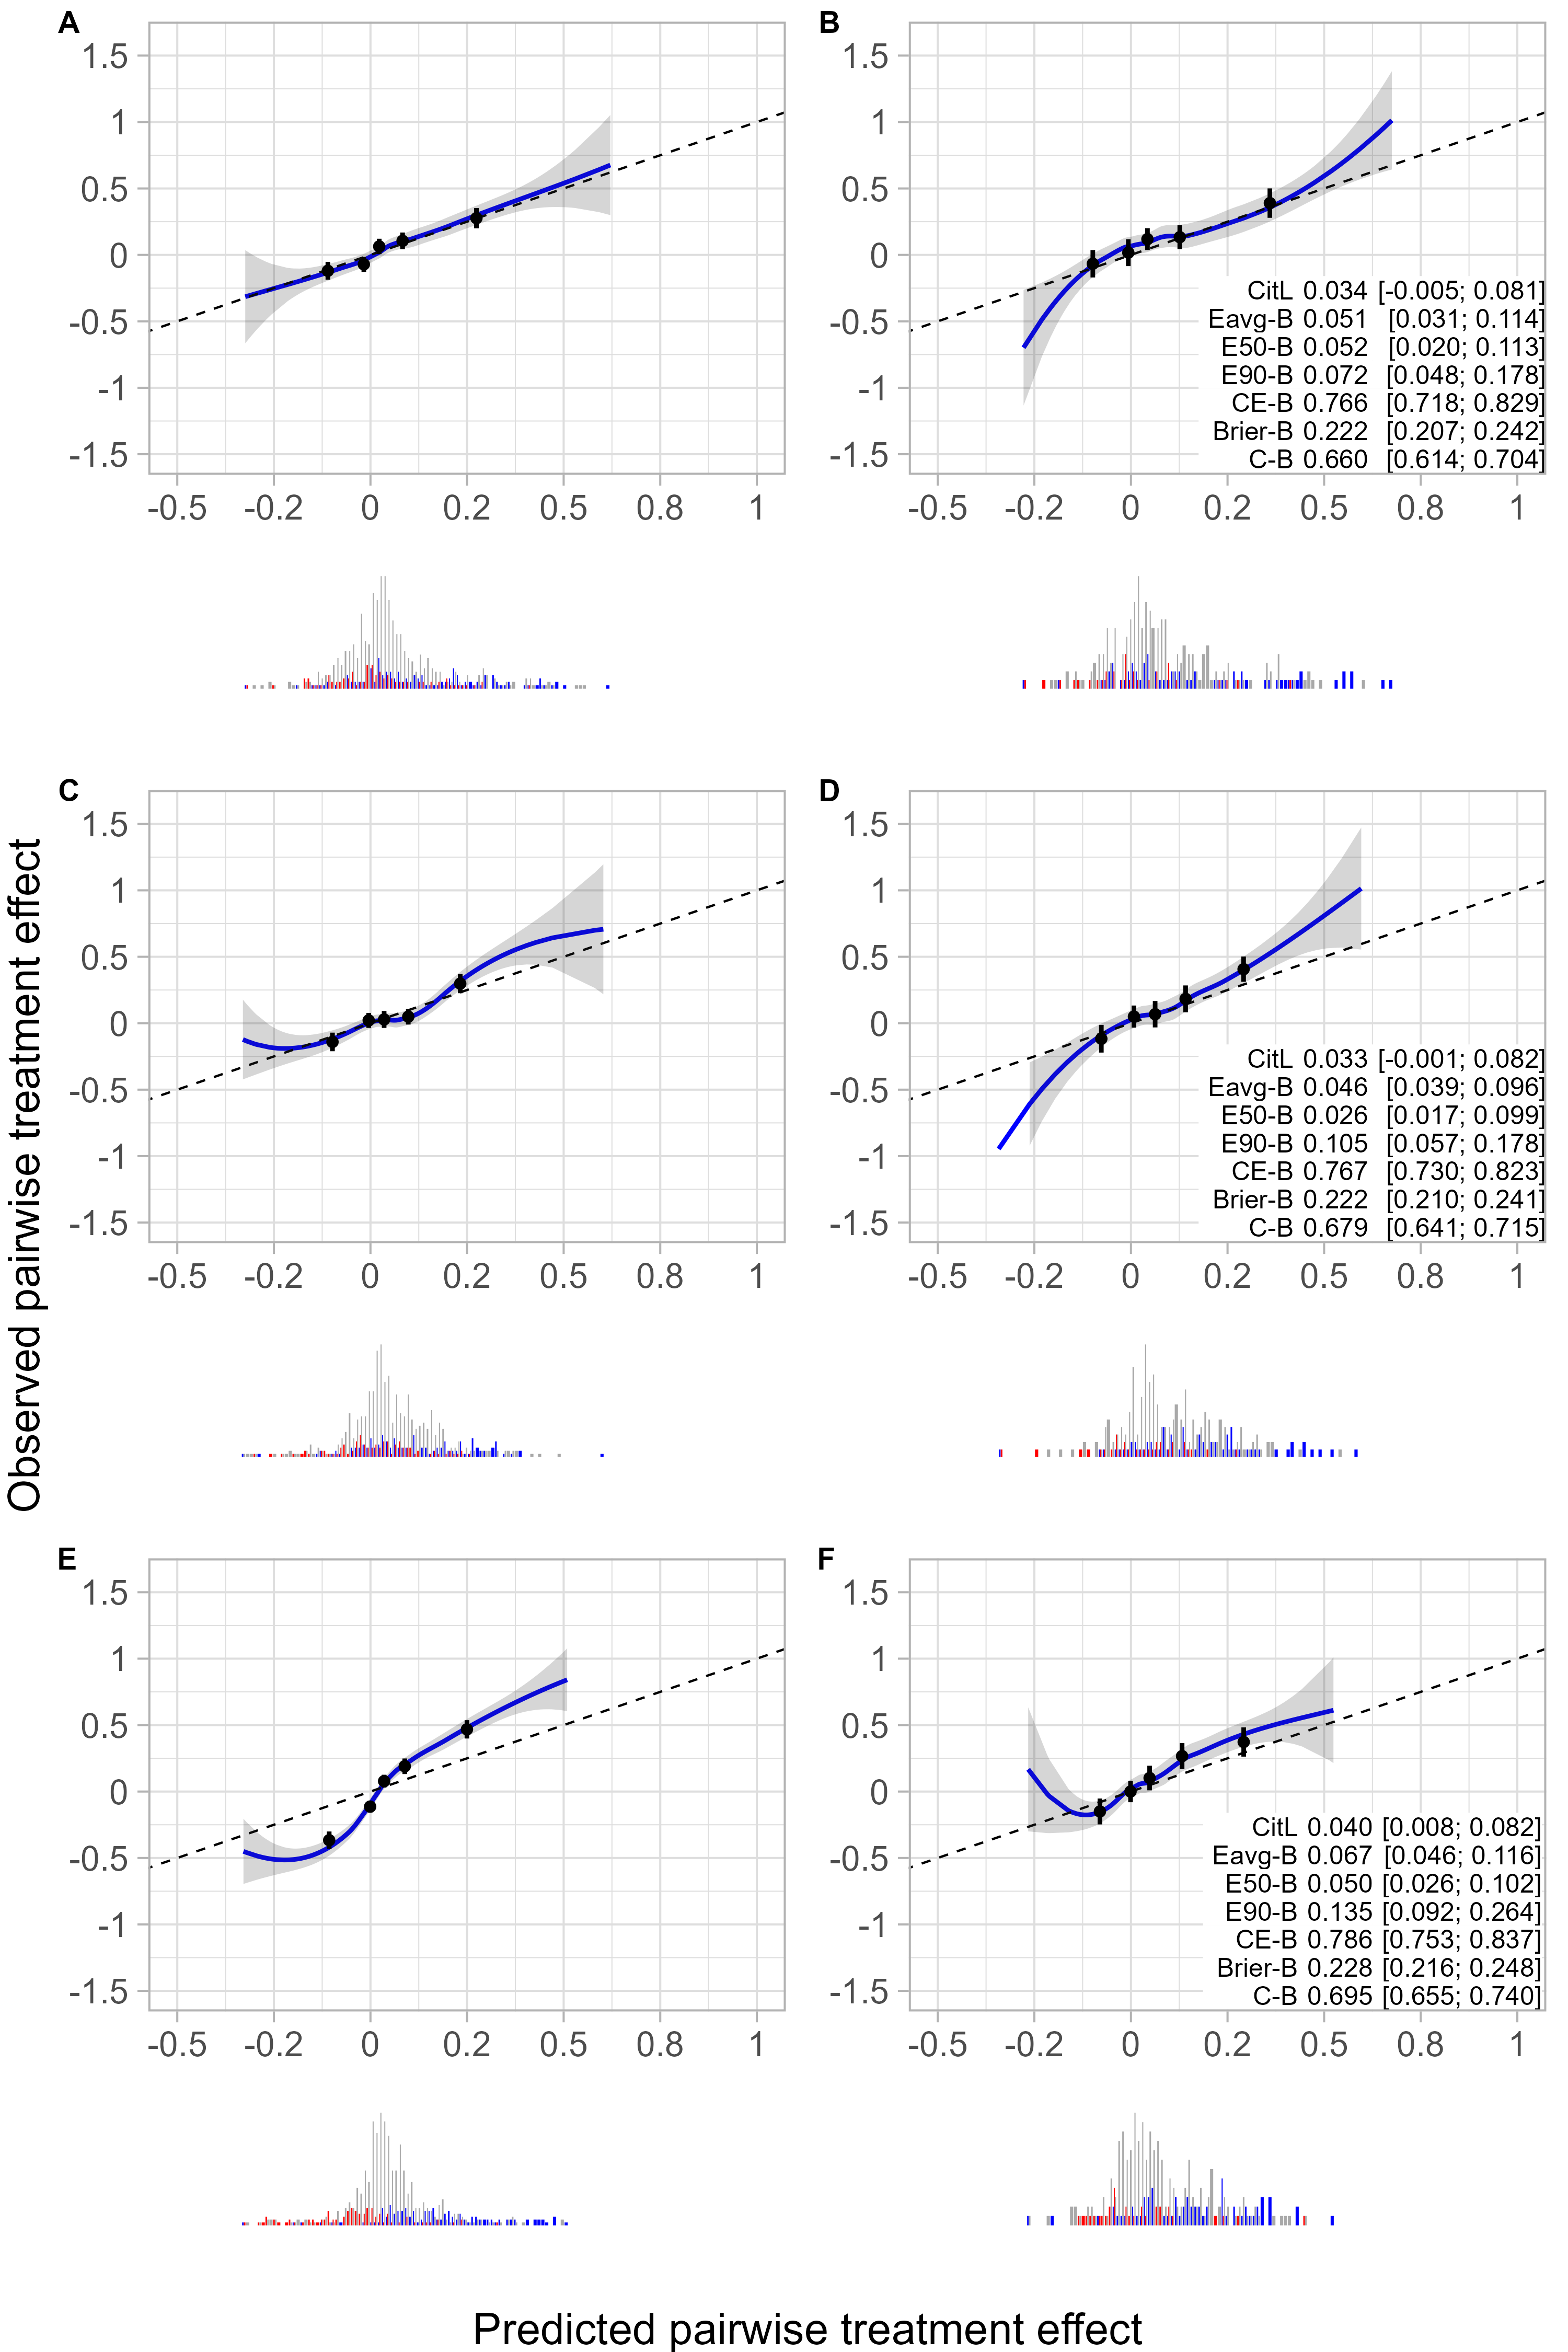 A
1.5
1
0.5
0
-0.5
-1
-1.5
-0.5 -0.2 0 0.2 0.5 0.8 1
B
1.5
1
0.5
0
-0.5
-1
-1.5
CitL 0.034 [-0.005; 0.081]
Eavg-B 0.051 [0.031; 0.114]
E50-B 0.052 [0.020; 0.113]
E90-B 0.072 [0.048; 0.178]
CE-B 0.766 [0.718; 0.829]
Brier-B 0.222 [0.207; 0.242]
C-B 0.660 [0.614; 0.704]
-0.5 -0.2 0 0.2 0.5 0.8 1
Observed pairwise treatment effect
C
1.5
1
0.5
0
-0.5
-1
-1.5
-0.5 -0.2 0 0.2 0.5 0.8 1
D
1.5
1
0.5
0
-0.5
-1
-1.5
CitL 0.033 [-0.001; 0.082]
Eavg-B 0.046 [0.039; 0.096]
E50-B 0.026 [0.017; 0.099]
E90-B 0.105 [0.057; 0.178]
CE-B 0.767 [0.730; 0.823]
Brier-B 0.222 [0.210; 0.241]
C-B 0.679 [0.641; 0.715]
-0.5 -0.2 0 0.2 0.5 0.8 1
E
1.5
1
0.5
0
-0.5
-1
-1.5
-0.5 -0.2 0 0.2 0.5 0.8 1
F
1.5
1
0.5
0
-0.5
-1
-1.5
CitL 0.040 [0.008; 0.082]
Eavg-B 0.067 [0.046; 0.116]
E50-B 0.050 [0.026; 0.102]
E90-B 0.135 [0.092; 0.264]
CE-B 0.786 [0.753; 0.837]
Brier-B 0.228 [0.216; 0.248]
C-B 0.695 [0.655; 0.740]
-0.5 -0.2 0 0.2 0.5 0.8 1
Predicted pairwise treatment effect